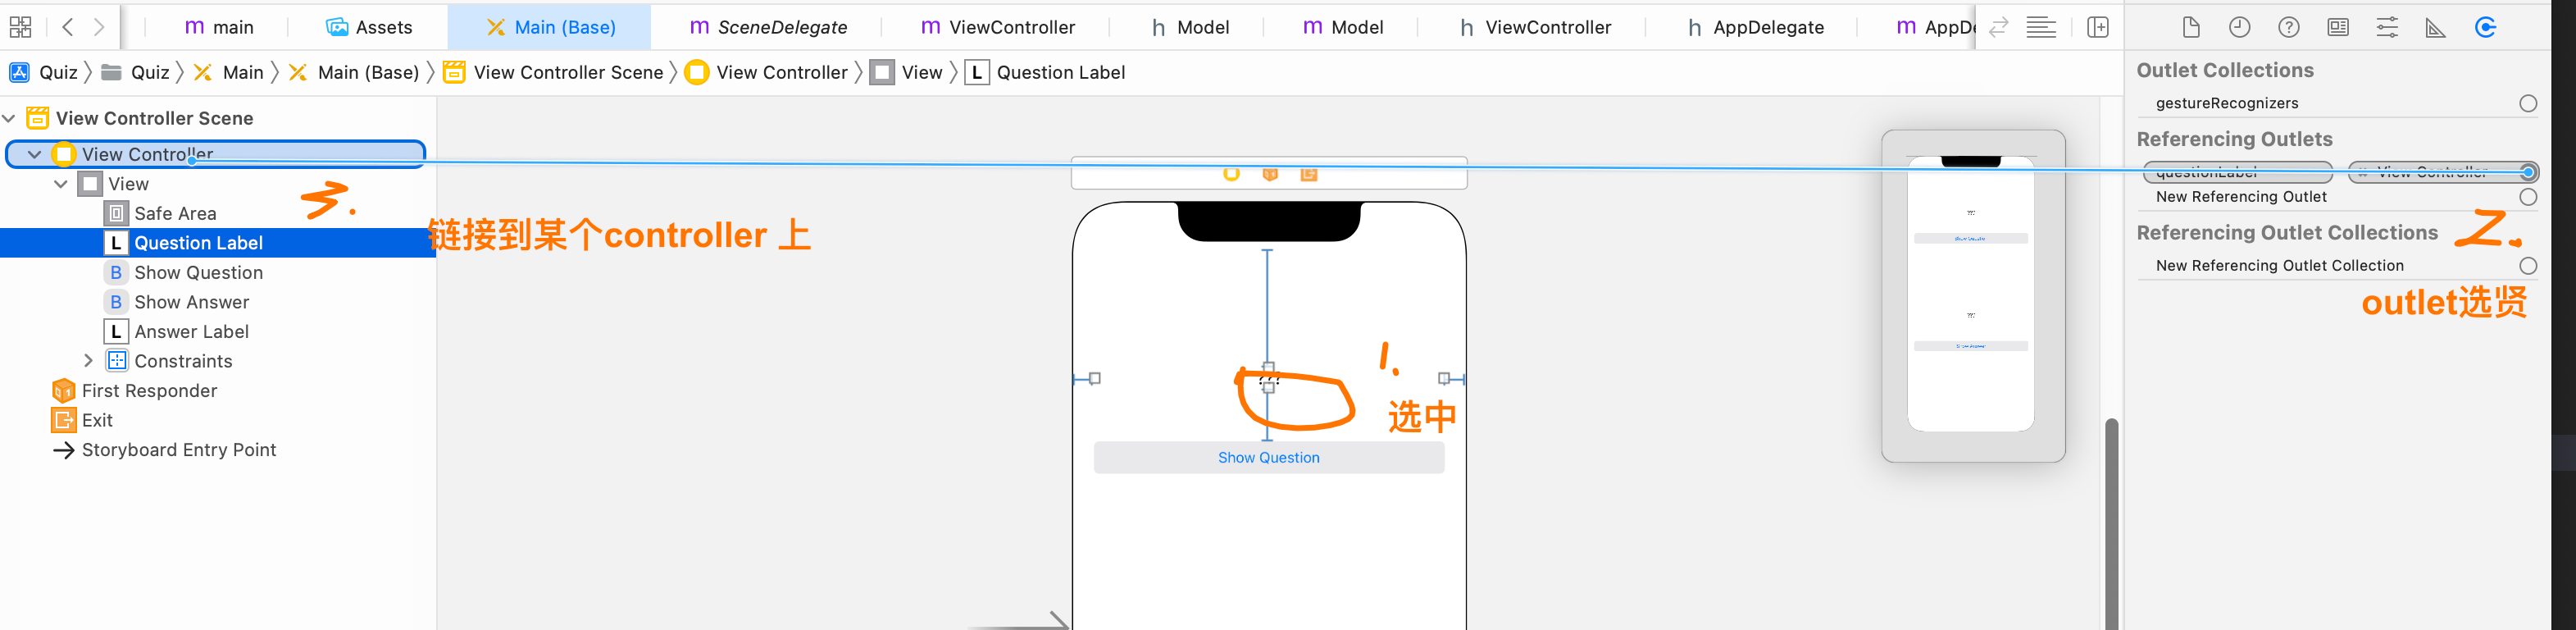 main
Assets
Main (Base)
SceneDelegate
ViewController
Model
Model
ViewController
AppDelegate
AppDe
Quiz
Quiz
Main
Main (Base)
View Controller Scene
View Controller
View
L Question Label
Outlet Collections
gestureRecognizers
Referencing Outlets
questionLabel
View Controller
New Referencing Outlet
Referencing Outlet Collections
New Referencing Outlet Collection
View Controller Scene
View Controller
View
Safe Area
L Question Label
B Show Question
B Show Answer
L Answer Label
Constraints
First Responder
Exit
Storyboard Entry Point
3.
链接到某个controller 上
???
1.
选中
Show Question
2.
outlet选贤